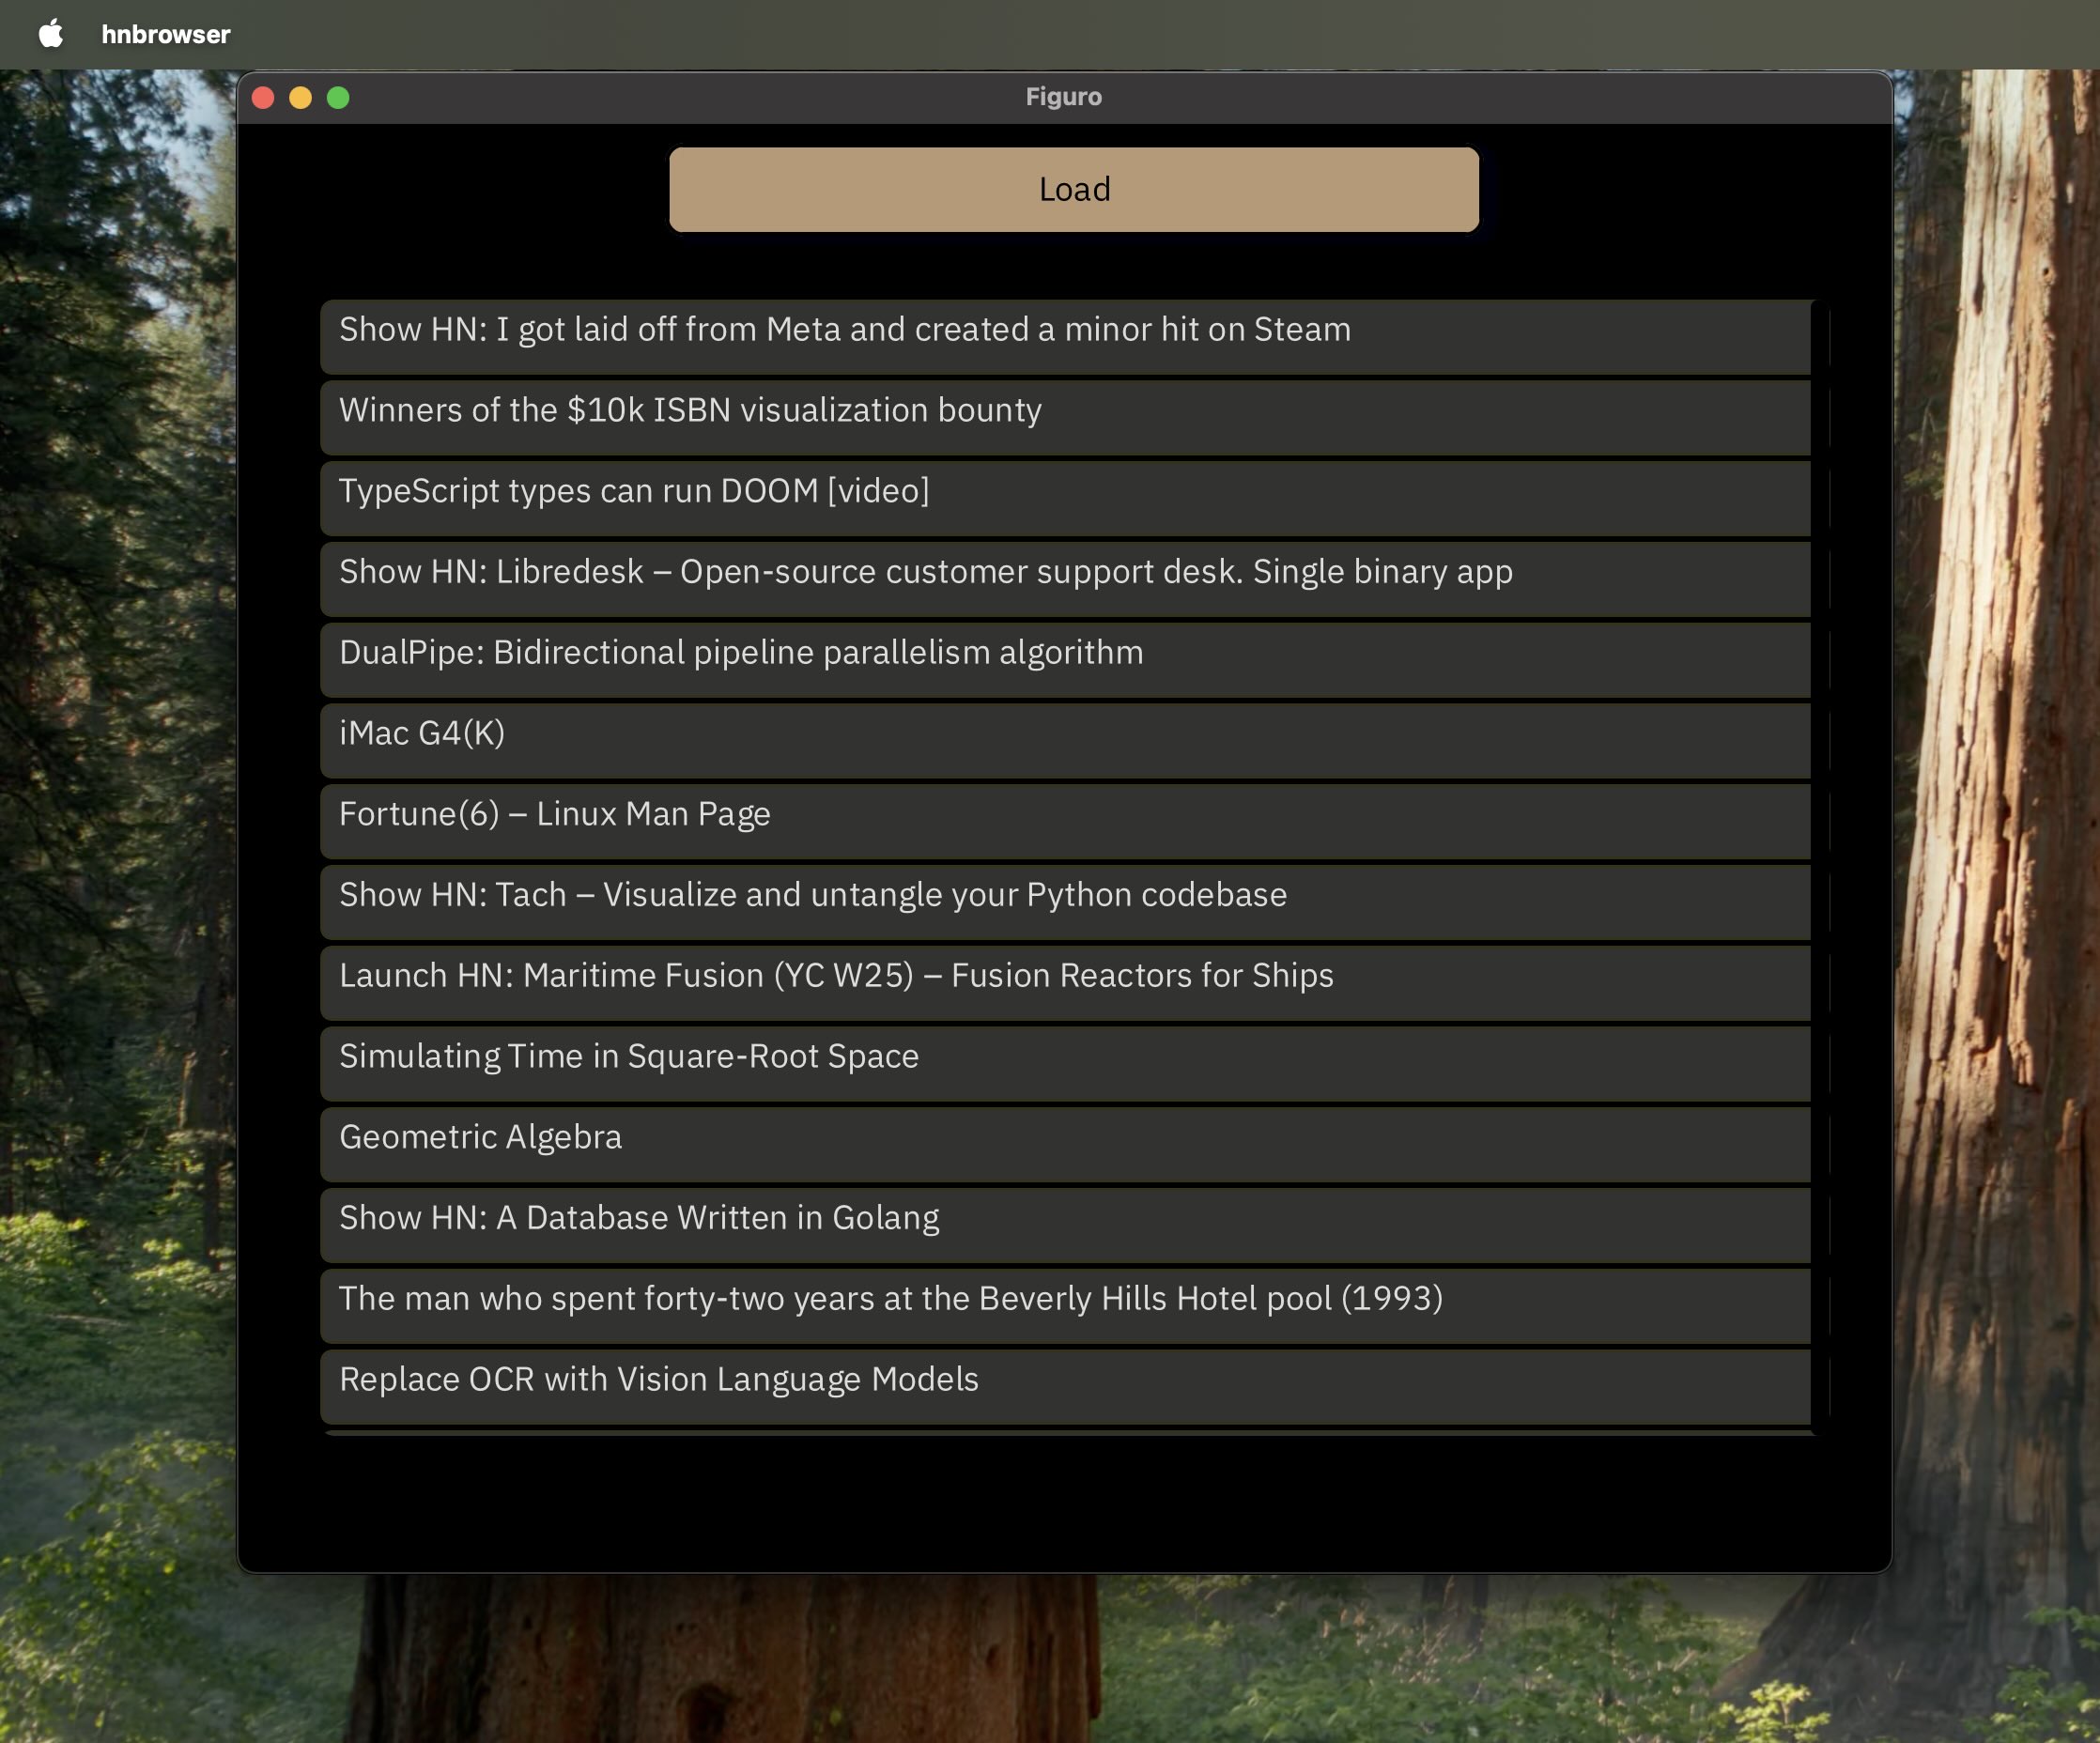 hnbrowser
Figuro
Load
Show HN: I got laid off from Meta and created a minor hit on Steam
Winners of the $10k ISBN visualization bounty
TypeScript types can run DOOM [video]
Show HN: Libredesk – Open-source customer support desk. Single binary app
DualPipe: Bidirectional pipeline parallelism algorithm
iMac G4(K)
Fortune(6) – Linux Man Page
Show HN: Tach – Visualize and untangle your Python codebase
Launch HN: Maritime Fusion (YC W25) – Fusion Reactors for Ships
Simulating Time in Square-Root Space
Geometric Algebra
Show HN: A Database Written in Golang
The man who spent forty-two years at the Beverly Hills Hotel pool (1993)
Replace OCR with Vision Language Models